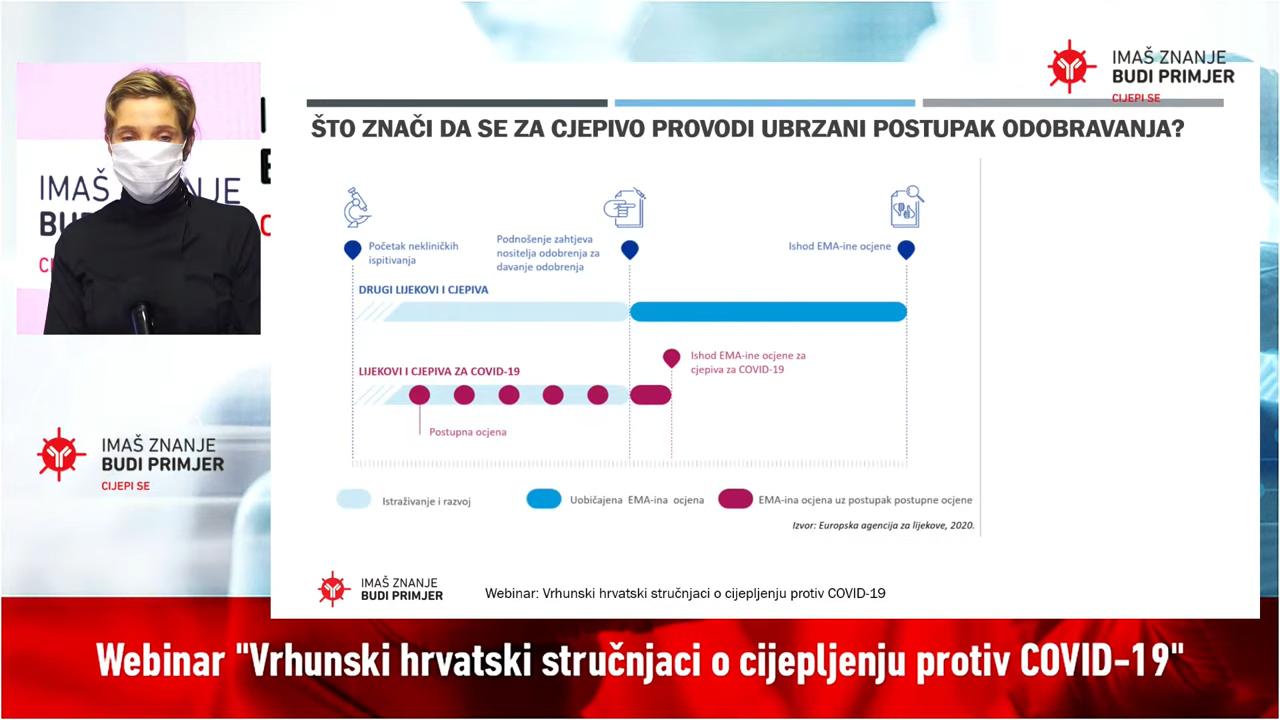 IMAŠ ZNANJE
BUDI PRIMJER
CIJEPI SE
ŠTO ZNAČI DA SE ZA CJEPIVO PROVODI UBRZANI POSTUPAK ODOBRAVANJA?
Početak nekliničkih
ispitivanja
Podnošenje zahtjeva
nositelja odobrenja za
davanje odobrenja
Ishod EMA-ine ocjene
DRUGI LIJEKOVI I CJEPIVA
Ishod EMA-ine ocjene za
cjepiva za COVID-19
LIJEKOVI I CJEPIVA ZA COVID-19
Postupna ocjena
Istraživanje i razvoj
Uobičajena EMA-ina ocjena
EMA-ina ocjena uz postupak postupne ocjene
Izvor: Europska agencija za lijekove, 2020.
IMAŠ ZNANJE
BUDI PRIMJER
Webinar: Vrhunski hrvatski stručnjaci o cijepljenju protiv COVID-19
IMAŠ NJE
BU
CI
IMAŠ ZNANJE
BUDI PRIMJER
CIJEPI SE
Webinar "Vrhunski hrvatski stručnjaci o cijepljenju protiv COVID-19"